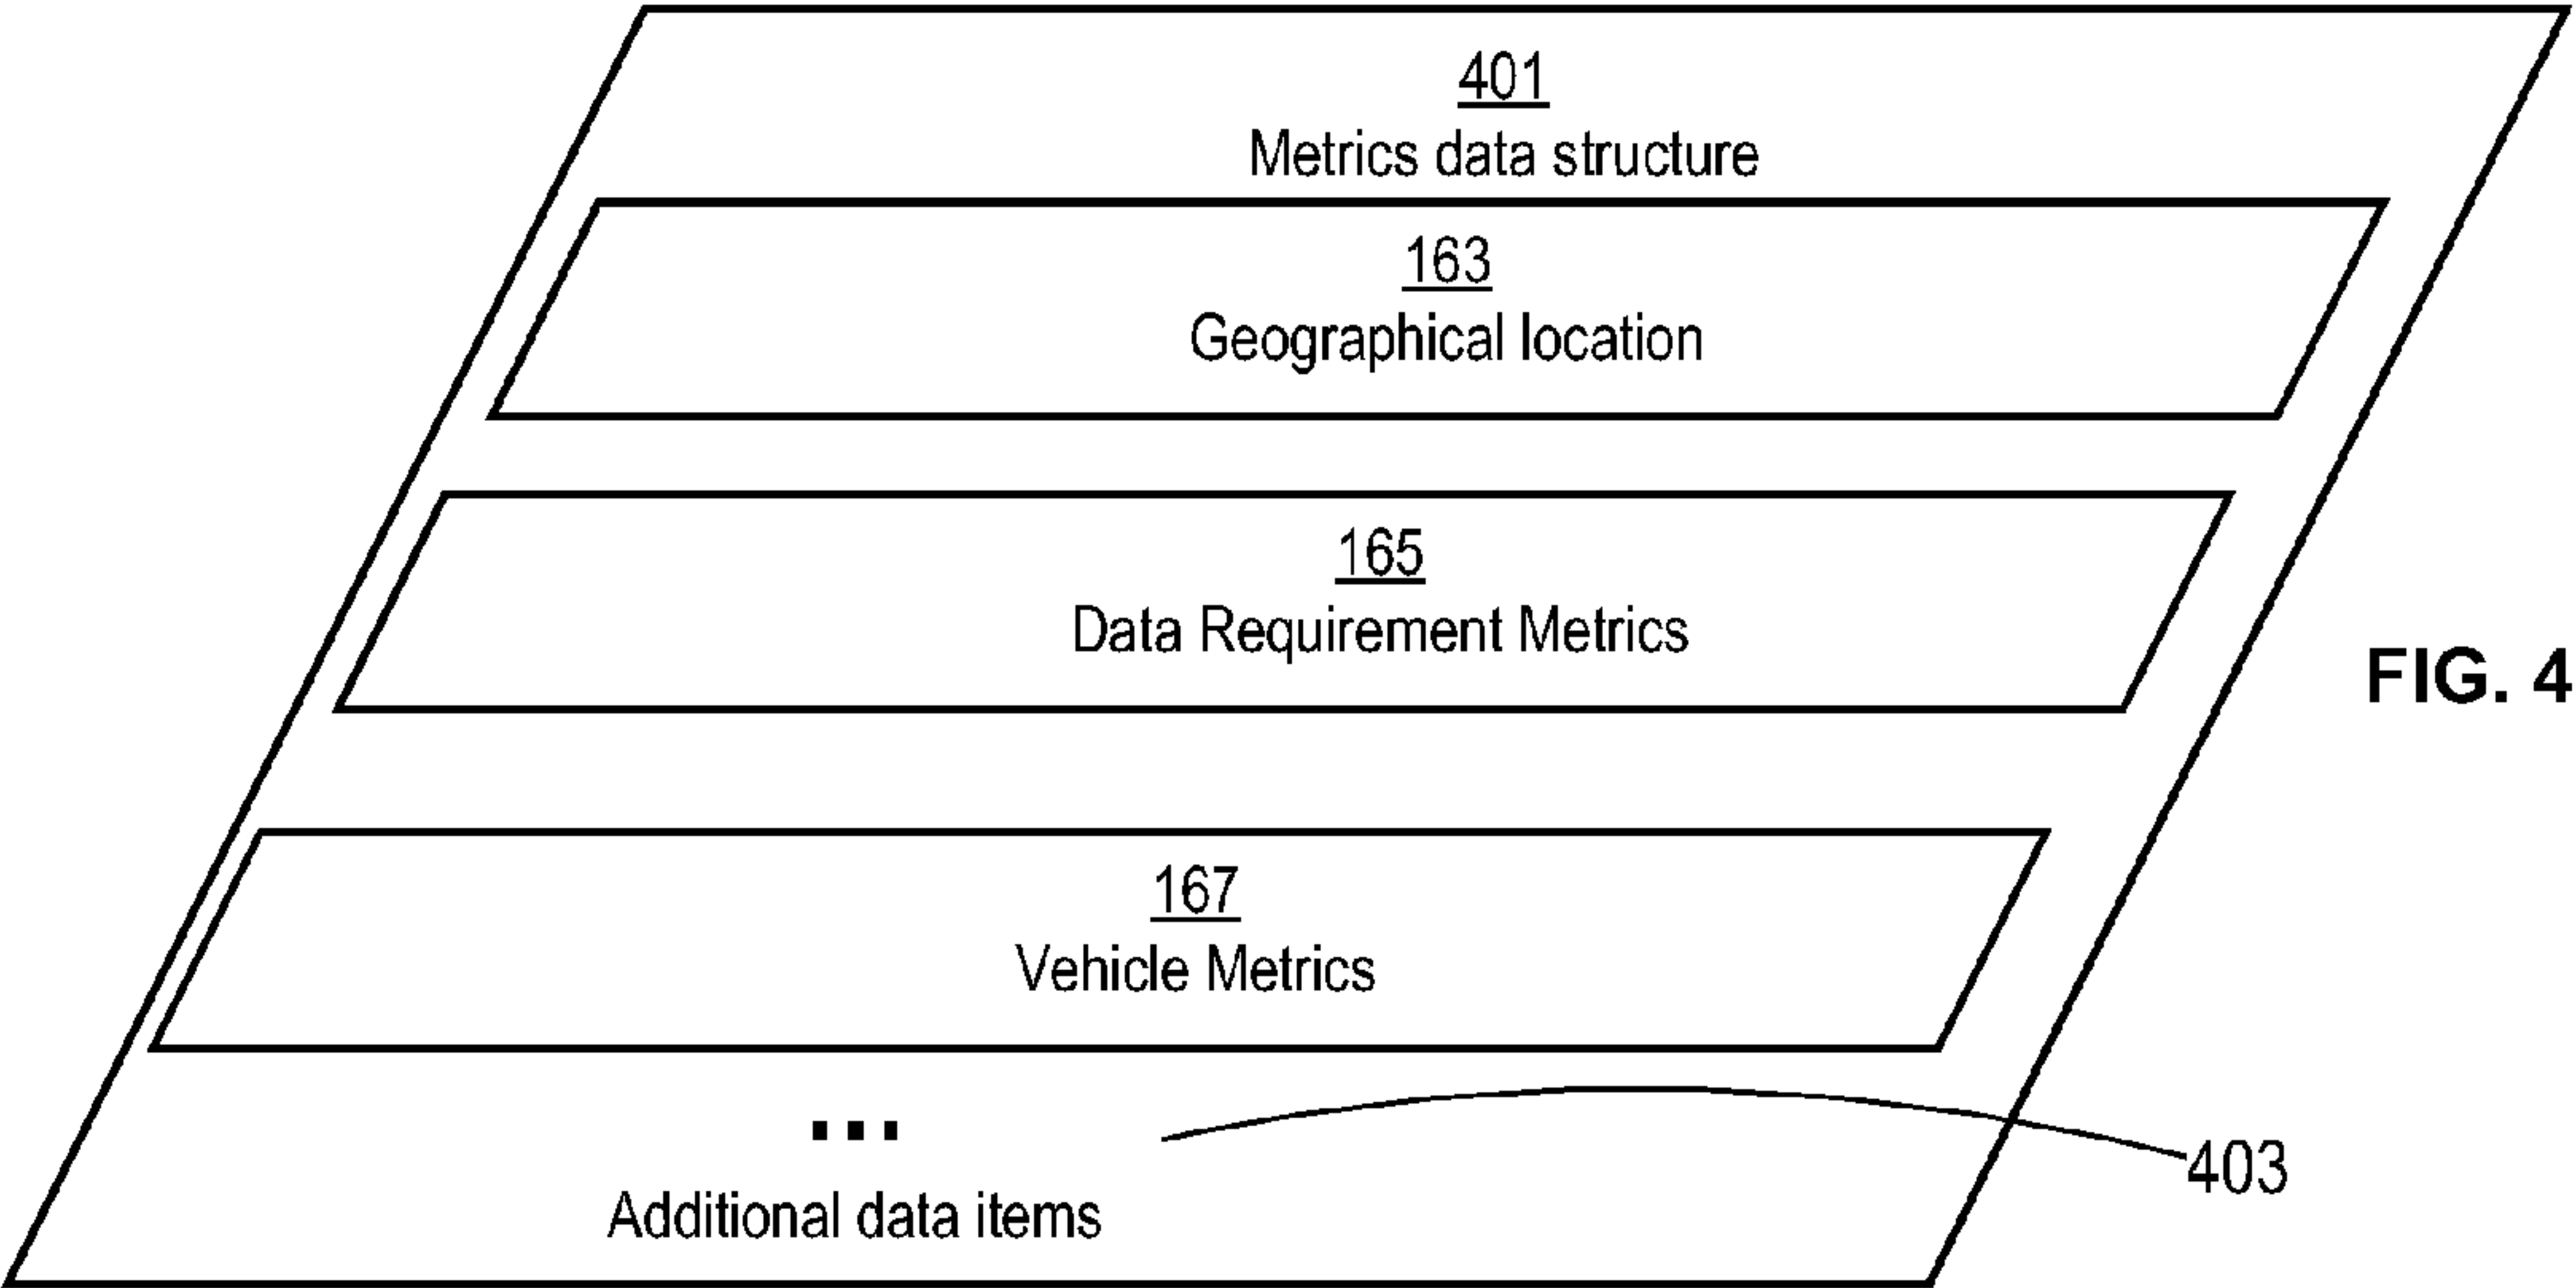 401
Metrics data structure
163
Geographical location
165
Data Requirement Metrics
FIG. 4
167
Vehicle Metrics
...
403
Additional data items